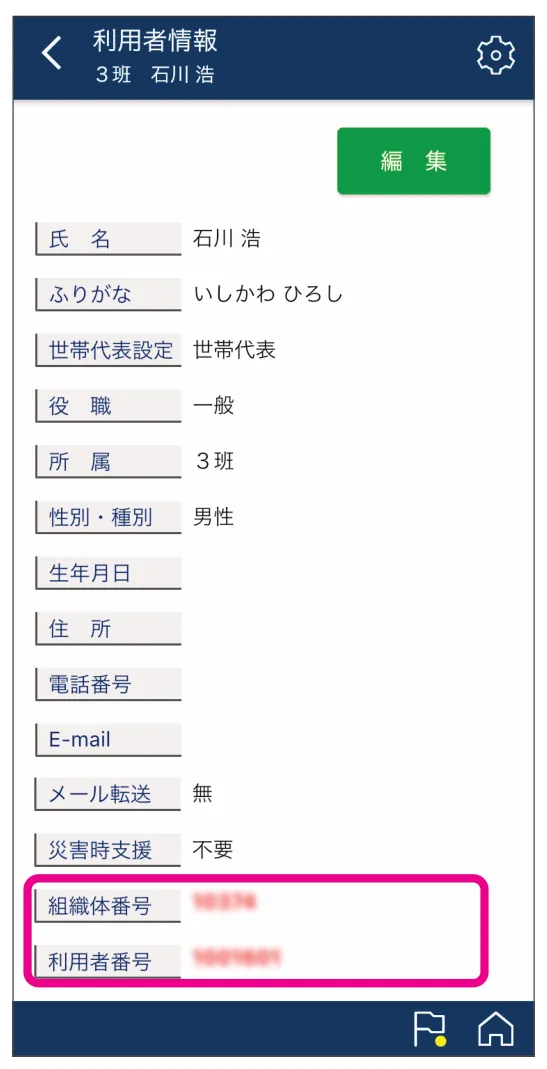 利用者情報
３班　石川 浩
編　集
氏　名 石川 浩
ふりがな いしかわ ひろし
世帯代表設定 世帯代表
役　職 一般
所　属 ３班
性別・種別 男性
生年月日
住　所
電話番号
E-mail
メール転送 無
災害時支援 不要
組織体番号
利用者番号